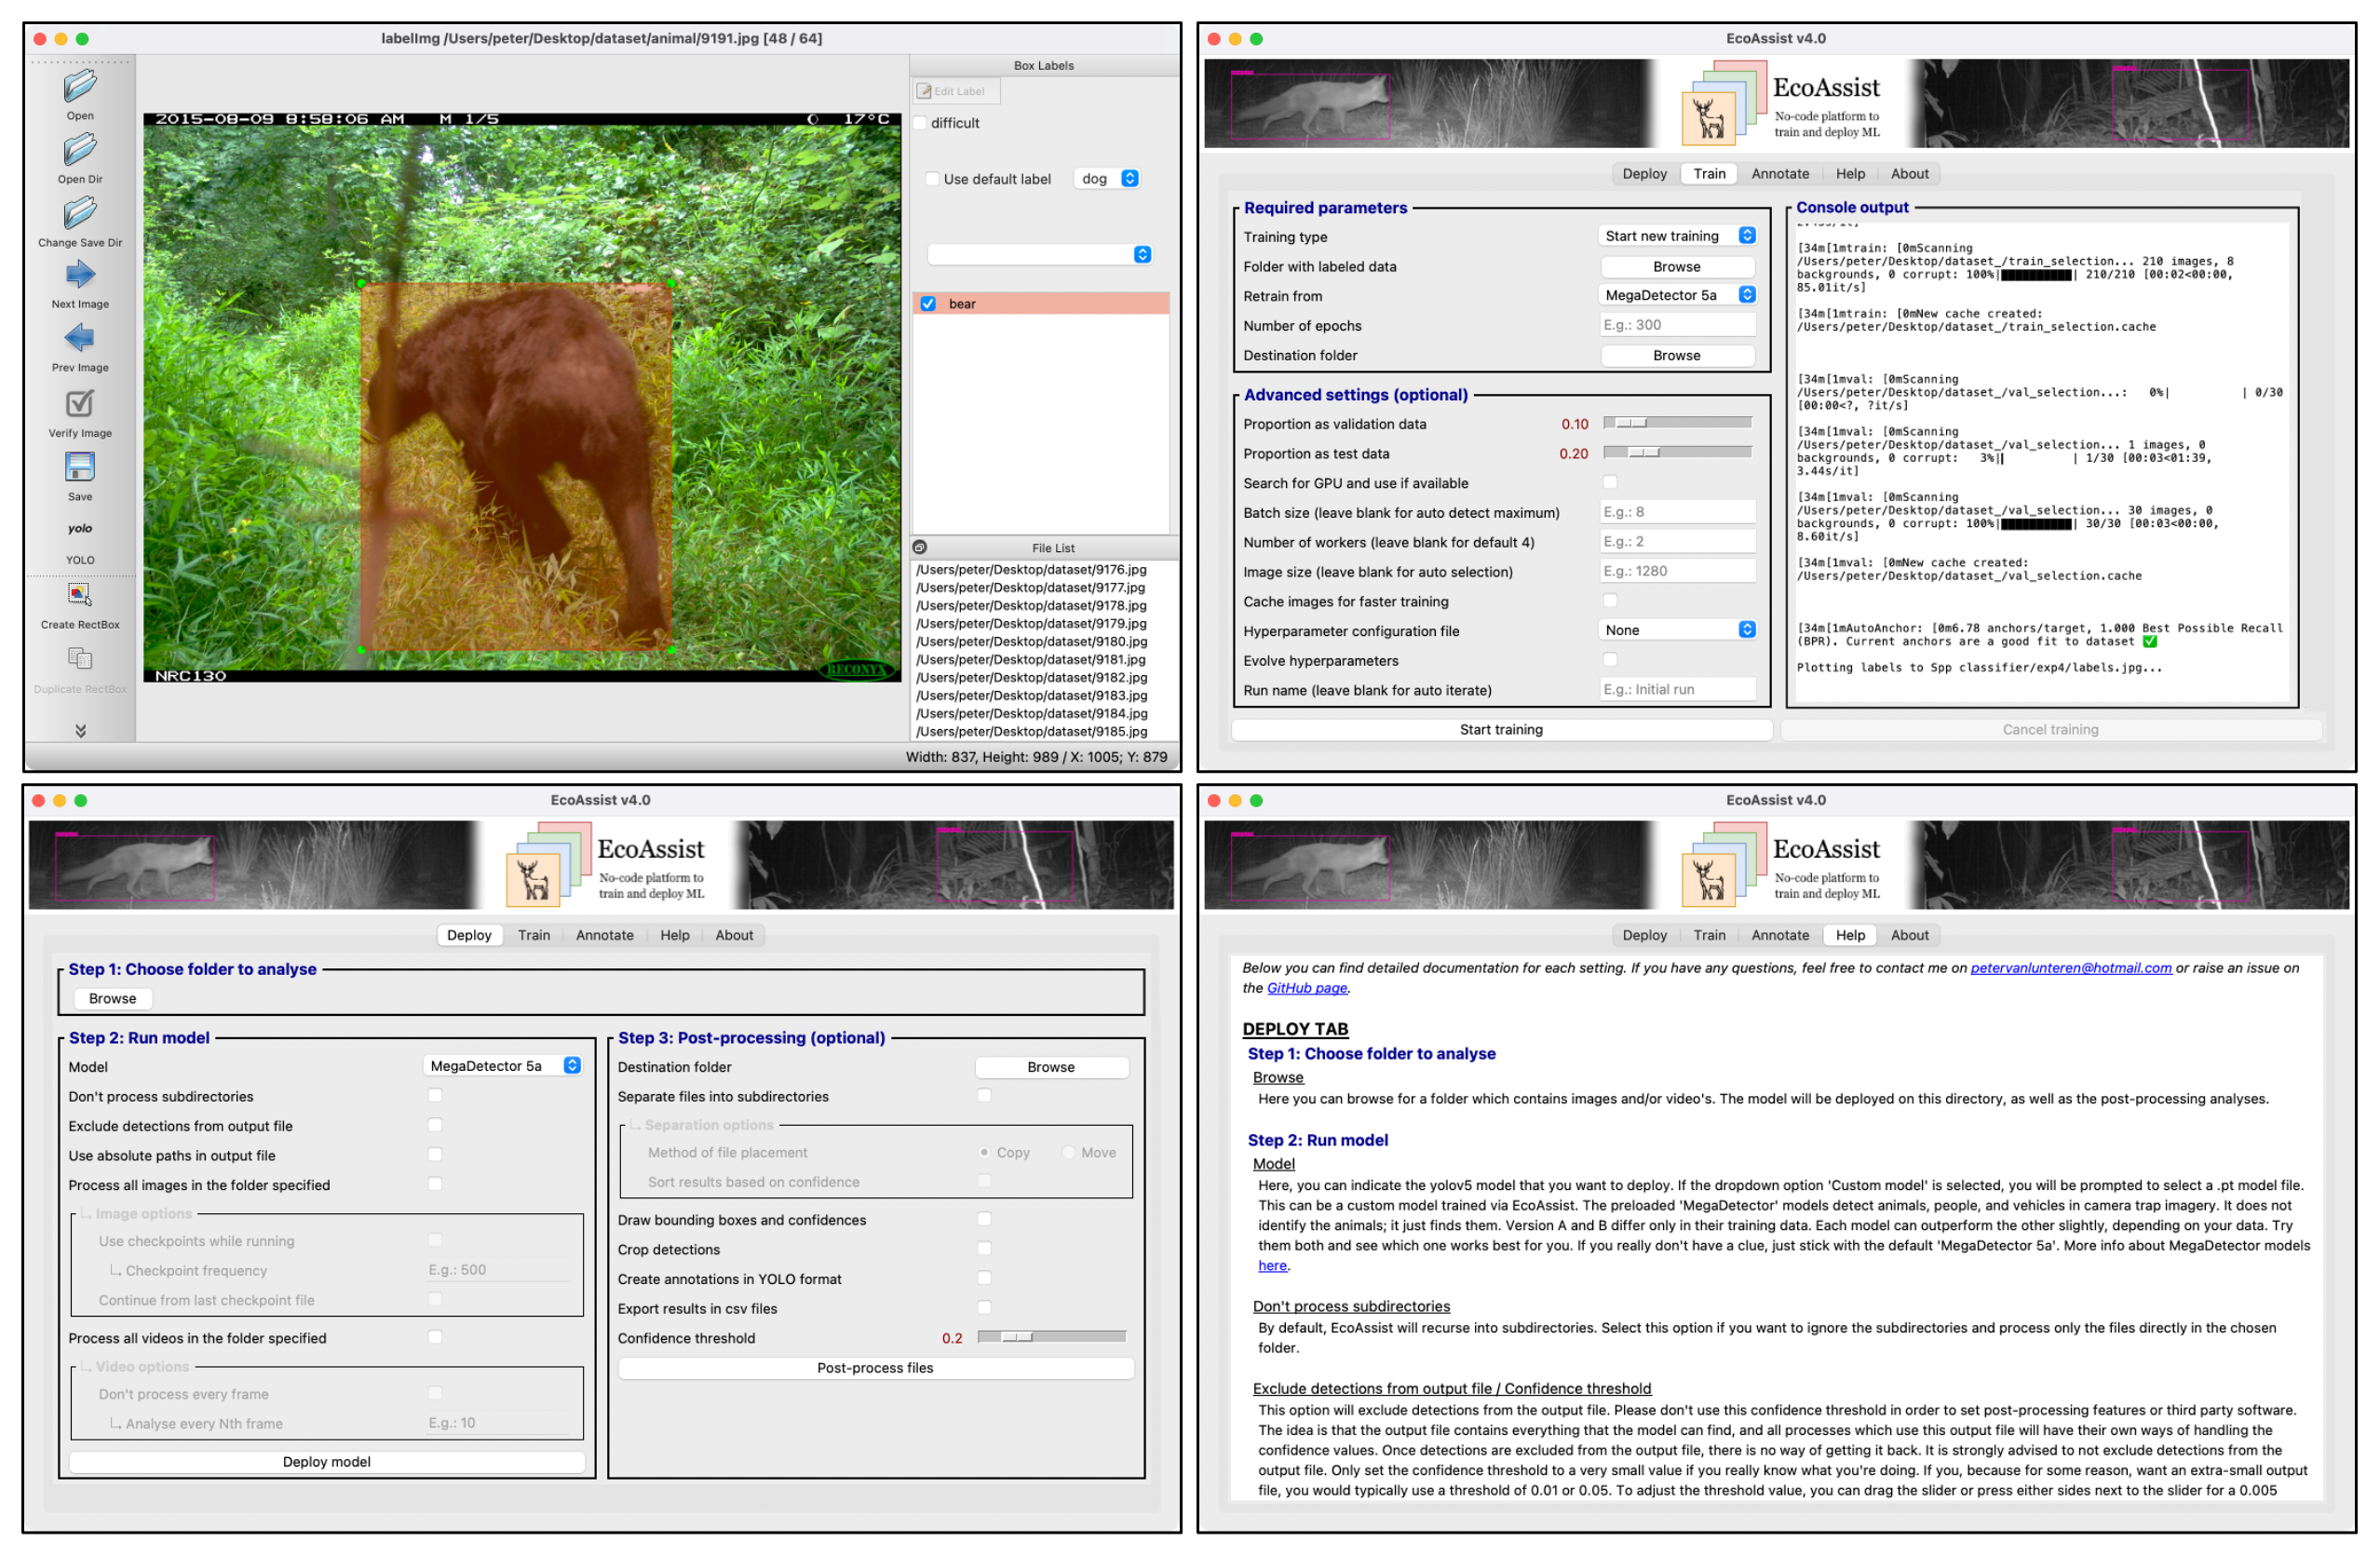 labelImg /Users/peter/Desktop/dataset/animal/9191.jpg [48 / 64]
Open
Open Dir
Change Save Dir
Next Image
Prev Image
Verify Image
Save
yolo
YOLO
Create RectBox
Duplicate RectBox
2015-08-09 8:58:06 AM M 1/5 17°C
NRC130
RECONYX
Box Labels
Edit Label
difficult
Use default label dog
bear
File List
/Users/peter/Desktop/dataset/9176.jpg
/Users/peter/Desktop/dataset/9177.jpg
/Users/peter/Desktop/dataset/9178.jpg
/Users/peter/Desktop/dataset/9179.jpg
/Users/peter/Desktop/dataset/9180.jpg
/Users/peter/Desktop/dataset/9181.jpg
/Users/peter/Desktop/dataset/9182.jpg
/Users/peter/Desktop/dataset/9183.jpg
/Users/peter/Desktop/dataset/9184.jpg
/Users/peter/Desktop/dataset/9185.jpg
Width: 837, Height: 989 / X: 1005; Y: 879
EcoAssist v4.0
EcoAssist
No-code platform to
train and deploy ML
Deploy Train Annotate Help About
Required parameters
Training type Start new training
Folder with labeled data Browse
Retrain from MegaDetector 5a
Number of epochs E.g.: 300
Destination folder Browse
Advanced settings (optional)
Proportion as validation data 0.10
Proportion as test data 0.20
Search for GPU and use if available
Batch size (leave blank for auto detect maximum) E.g.: 8
Number of workers (leave blank for default 4) E.g.: 2
Image size (leave blank for auto selection) E.g.: 1280
Cache images for faster training
Hyperparameter configuration file None
Evolve hyperparameters
Run name (leave blank for auto iterate) E.g.: Initial run
Start training
Console output
[34m[1mtrain: [0mScanning
/Users/peter/Desktop/dataset_/train_selection... 210 images, 8
backgrounds, 0 corrupt: 100%|██████████| 210/210 [00:02<00:00,
85.01it/s]
[34m[1mtrain: [0mNew cache created:
/Users/peter/Desktop/dataset_/train_selection.cache
[34m[1mval: [0mScanning
/Users/peter/Desktop/dataset_/val_selection...: 0%| | 0/30
[00:00<?, ?it/s]
[34m[1mval: [0mScanning
/Users/peter/Desktop/dataset_/val_selection... 1 images, 0
backgrounds, 0 corrupt: 3%|▎ | 1/30 [00:03<01:39,
3.44s/it]
[34m[1mval: [0mScanning
/Users/peter/Desktop/dataset_/val_selection... 30 images, 0
backgrounds, 0 corrupt: 100%|██████████| 30/30 [00:03<00:00,
8.60it/s]
[34m[1mval: [0mNew cache created:
/Users/peter/Desktop/dataset_/val_selection.cache
[34m[1mAutoAnchor: [0m6.78 anchors/target, 1.000 Best Possible Recall
(BPR). Current anchors are a good fit to dataset ✅
Plotting labels to Spp classifier/exp4/labels.jpg...
Cancel training
EcoAssist v4.0
EcoAssist
No-code platform to
train and deploy ML
Deploy Train Annotate Help About
Step 1: Choose folder to analyse
Browse
Step 2: Run model
Model MegaDetector 5a
Don't process subdirectories
Exclude detections from output file
Use absolute paths in output file
Process all images in the folder specified
Image options
Use checkpoints while running
Checkpoint frequency E.g.: 500
Continue from last checkpoint file
Process all videos in the folder specified
Video options
Don't process every frame
Analyse every Nth frame E.g.: 10
Deploy model
Step 3: Post-processing (optional)
Destination folder Browse
Separate files into subdirectories
Separation options
Method of file placement Copy Move
Sort results based on confidence
Draw bounding boxes and confidences
Crop detections
Create annotations in YOLO format
Export results in csv files
Confidence threshold 0.2
Post-process files
EcoAssist v4.0
EcoAssist
No-code platform to
train and deploy ML
Deploy Train Annotate Help About
Below you can find detailed documentation for each setting. If you have any questions, feel free to contact me on petervanlunteren@hotmail.com or raise an issue on
the GitHub page.
DEPLOY TAB
Step 1: Choose folder to analyse
Browse
Here you can browse for a folder which contains images and/or video's. The model will be deployed on this directory, as well as the post-processing analyses.
Step 2: Run model
Model
Here, you can indicate the yolov5 model that you want to deploy. If the dropdown option 'Custom model' is selected, you will be prompted to select a .pt model file.
This can be a custom model trained via EcoAssist. The preloaded 'MegaDetector' models detect animals, people, and vehicles in camera trap imagery. It does not
identify the animals; it just finds them. Version A and B differ only in their training data. Each model can outperform the other slightly, depending on your data. Try
them both and see which one works best for you. If you really don't have a clue, just stick with the default 'MegaDetector 5a'. More info about MegaDetector models
here.
Don't process subdirectories
By default, EcoAssist will recurse into subdirectories. Select this option if you want to ignore the subdirectories and process only the files directly in the chosen
folder.
Exclude detections from output file / Confidence threshold
This option will exclude detections from the output file. Please don't use this confidence threshold in order to set post-processing features or third party software.
The idea is that the output file contains everything that the model can find, and all processes which use this output file will have their own ways of handling the
confidence values. Once detections are excluded from the output file, there is no way of getting it back. It is strongly advised to not exclude detections from the
output file. Only set the confidence threshold to a very small value if you really know what you're doing. If you, because for some reason, want an extra-small output
file, you would typically use a threshold of 0.01 or 0.05. To adjust the threshold value, you can drag the slider or press either sides next to the slider for a 0.005